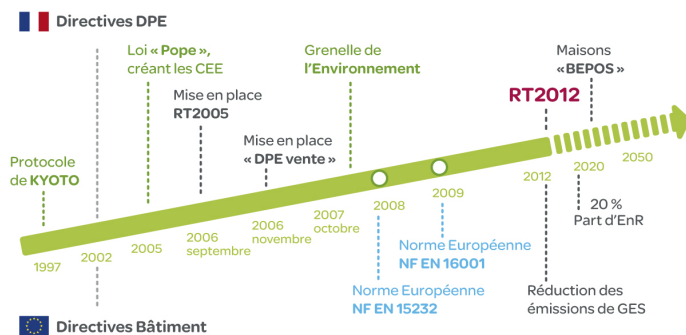 Directives DPE
Loi « Pope »,
créant les CEE
Grenelle de
l'Environnement
Maisons
«BEPOS »
Mise en place
RT2005
RT2012
Mise en place
« DPE vente »
Protocole
de KYOTO
1997
2002
2005
2006
septembre
2006
novembre
2007
octobre
2008
2009
2012
2020
2050
20 %
Part d'EnR
Norme Européenne
NF EN 16001
Norme Européenne
NF EN 15232
Réduction des
émissions de GES
Directives Bâtiment